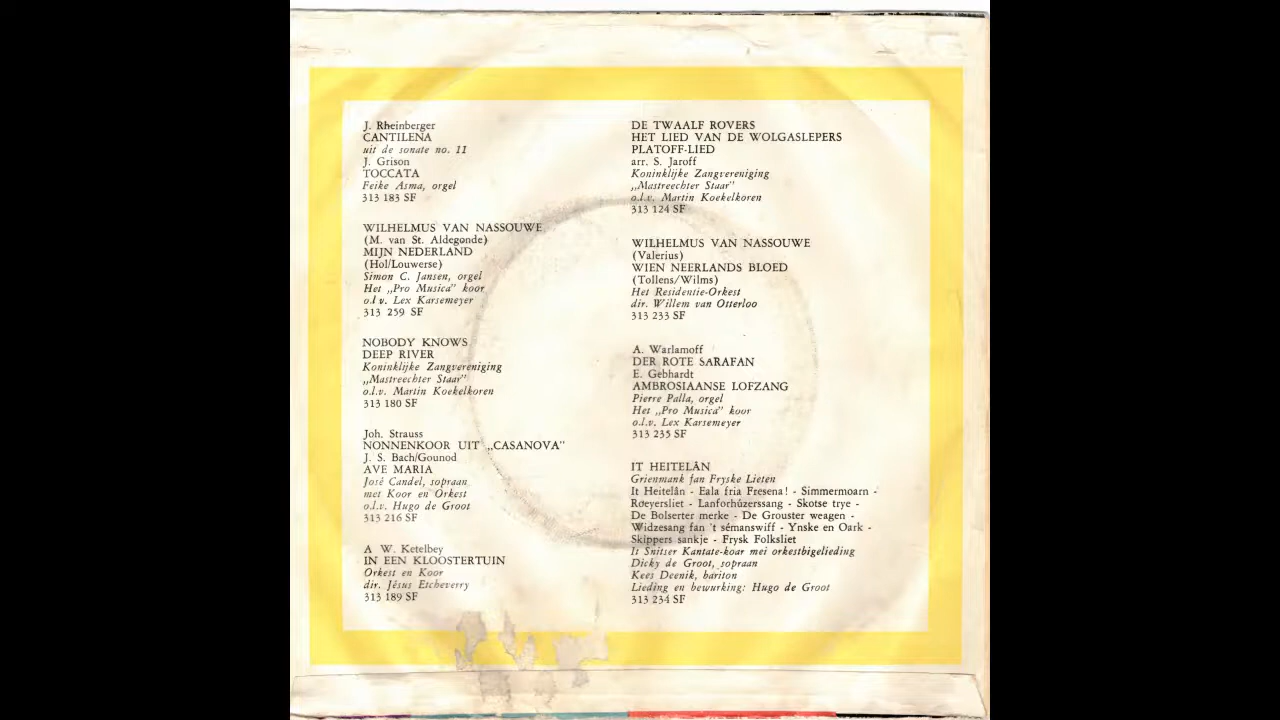 J. Rheinberger
CANTILENA
uit de sonate no. 11
J. Grison
TOCCATA
Feike Asma, orgel
313 183 SF
WILHELMUS VAN NASSOUWE
(M. van St. Aldegonde)
MIJN NEDERLAND
(Hol/Louwerse)
Simon C. Jansen, orgel
Het „Pro Musica" koor
o.l.v. Lex Karsemeyer
313 259 SF
NOBODY KNOWS
DEEP RIVER
Koninklijke Zangvereniging
„Mastreechter Staar"
o.l.v. Martin Koekelkoren
313 180 SF
Joh. Strauss
NONNENKOOR UIT „CASANOVA"
J. S. Bach/Gounod
AVE MARIA
José Candel, sopraan
met Koor en Orkest
o.l.v. Hugo de Groot
313 216 SF
A W. Ketelbey
IN EEN KLOOSTERTUIN
Orkest en Koor
dir. Jésus Etcheverry
313 189 SF
DE TWAALF ROVERS
HET LIED VAN DE WOLGASLEPERS
PLATOFF-LIED
arr. S. Jaroff
Koninklijke Zangvereniging
„Mastreechter Staar"
o.l.v. Martin Koekelkoren
313 124 SF
WILHELMUS VAN NASSOUWE
(Valerius)
WIEN NEERLANDS BLOED
(Tollens/Wilms)
Het Residentie-Orkest
dir. Willem van Otterloo
313 233 SF
A. Warlamoff
DER ROTE SARAFAN
E. Gebhardt
AMBROSIAANSE LOFZANG
Pierre Palla, orgel
Het „Pro Musica" koor
o.l.v. Lex Karsemeyer
313 235 SF
IT HEITELÂN
Grienmank fan Fryske Lieten
It Heitelân - Eala fria Fresena! - Simmermoarn -
Roeyersliet - Lanforhúzerssang - Skotse trye -
De Bolserter merke - De Grouster weagen -
Widzesang fan 't sémanswiff - Ynske en Oark -
Skippers sankje - Frysk Folksliet
It Snitser Kantate-koar mei orkestbigelieding
Dicky de Groot, sopraan
Kees Deenik, bariton
Lieding en bewurking: Hugo de Groot
313 234 SF